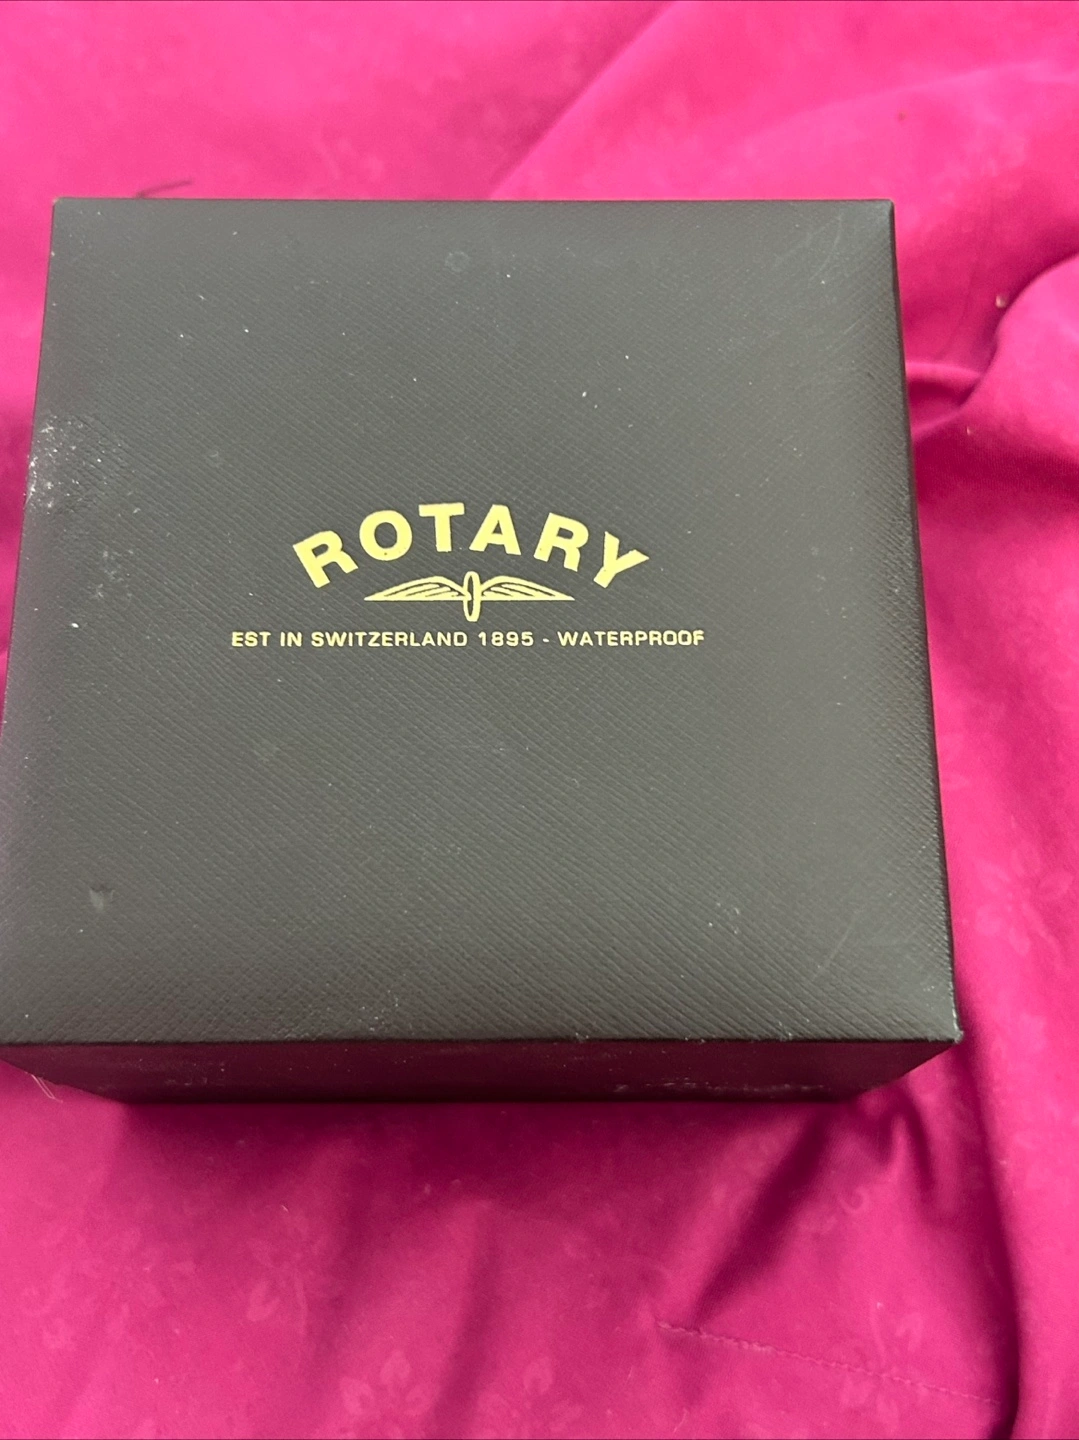 ROTARY
EST IN SWITZERLAND 1895 - WATERPROOF